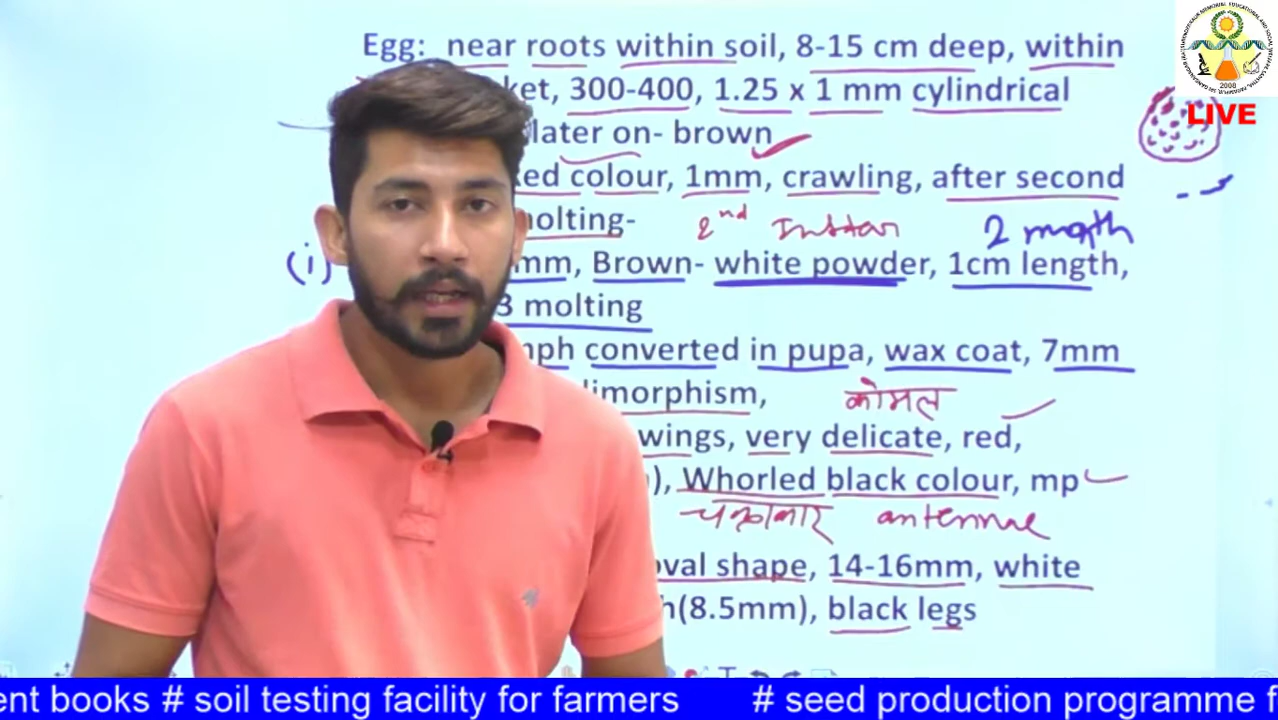 Egg: near roots within soil, 8-15 cm deep, within
ket, 300-400, 1.25 x 1 mm cylindrical
LIVE
later on- brown
ed colour, 1mm, crawling, after second
olting- 2nd Instar 2 month
(i) mm, Brown- white powder, 1cm length,
3 molting
ph converted in pupa, wax coat, 7mm
imorphism, कोमल
wings, very delicate, red,
), Whorled black colour, mp
चक्राकार antennae
oval shape, 14-16mm, white
h(8.5mm), black legs
ent books # soil testing facility for farmers # seed production programme f
2008